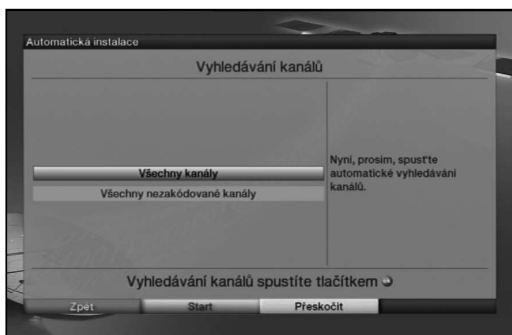 Automatická instalace
Vyhledávání kanálů
Všechny kanály
Všechny nezakódované kanály
Nyní, prosím, spusťte
automatické vyhledávání
kanálů.
Vyhledávání kanálů spustíte tlačítkem
Zpět Start Přeskočit